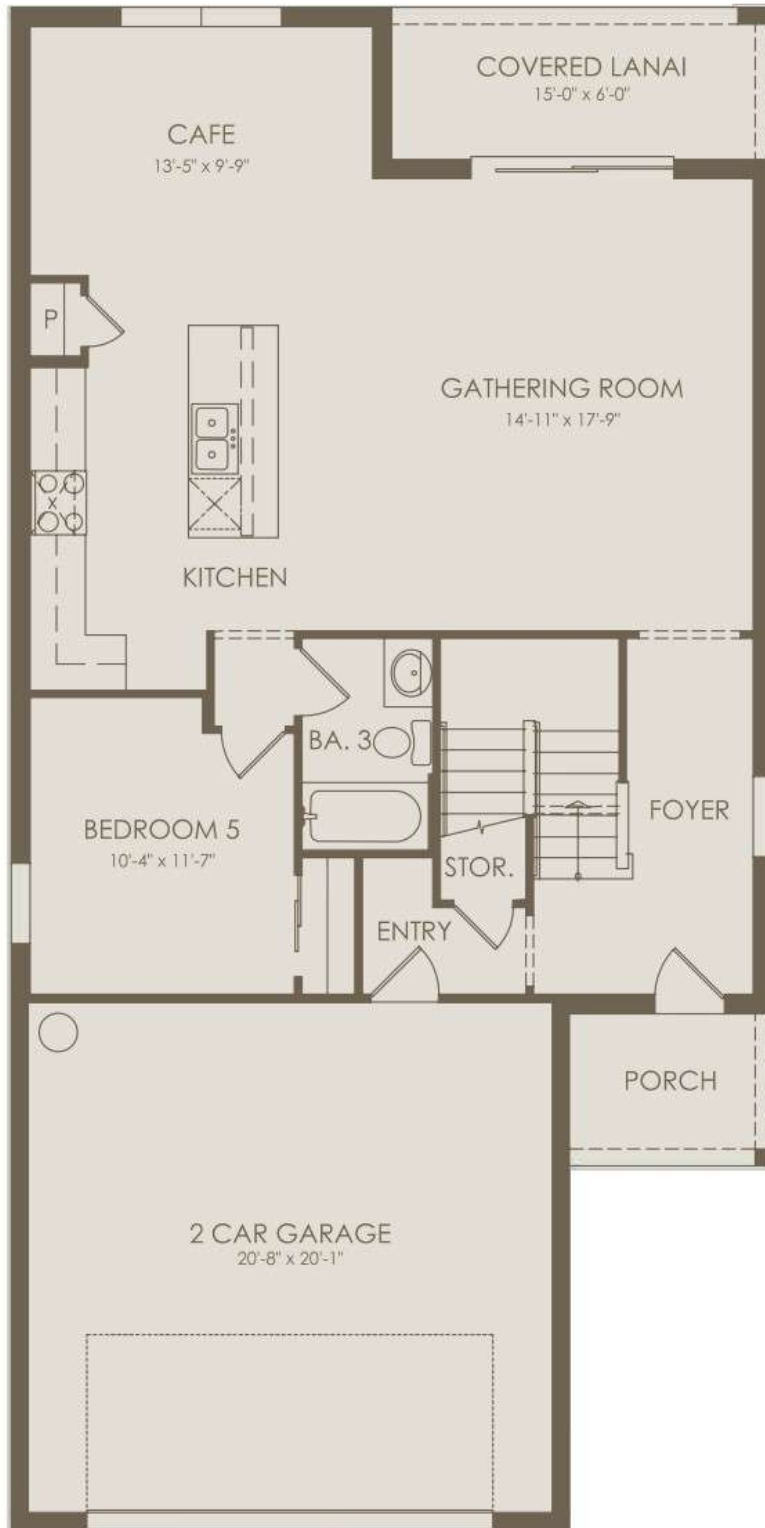 COVERED LANAI
15'-0" x 6'-0"
CAFE
13'-5" x 9'-9"
P
GATHERING ROOM
14'-11" x 17'-9"
KITCHEN
BA. 3
BEDROOM 5
10'-4" x 11'-7"
FOYER
STOR.
ENTRY
PORCH
2 CAR GARAGE
20'-8" x 20'-1"